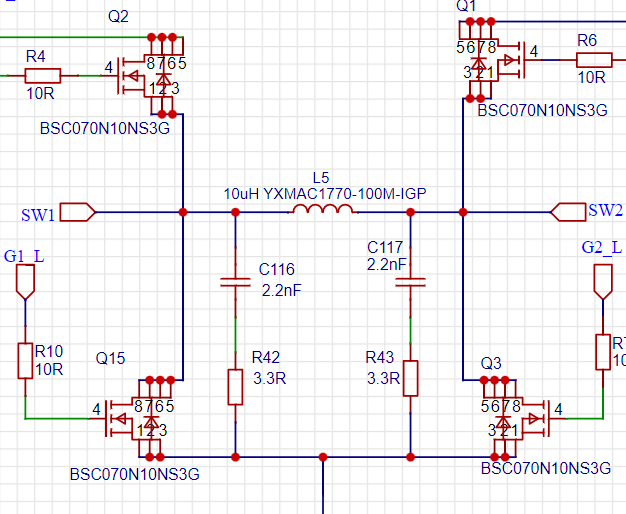 Q2
Q1
R4
10R
4
8765
123
BSC070N10NS3G
5678
321
4
R6
10R
BSC070N10NS3G
L5
10uH YXMAC1770-100M-IGP
SW1
SW2
G1_L
G2_L
C116
2.2nF
C117
2.2nF
R10
10R
Q15
R42
3.3R
R43
3.3R
Q3
4
8765
123
BSC070N10NS3G
5678
321
4
BSC070N10NS3G